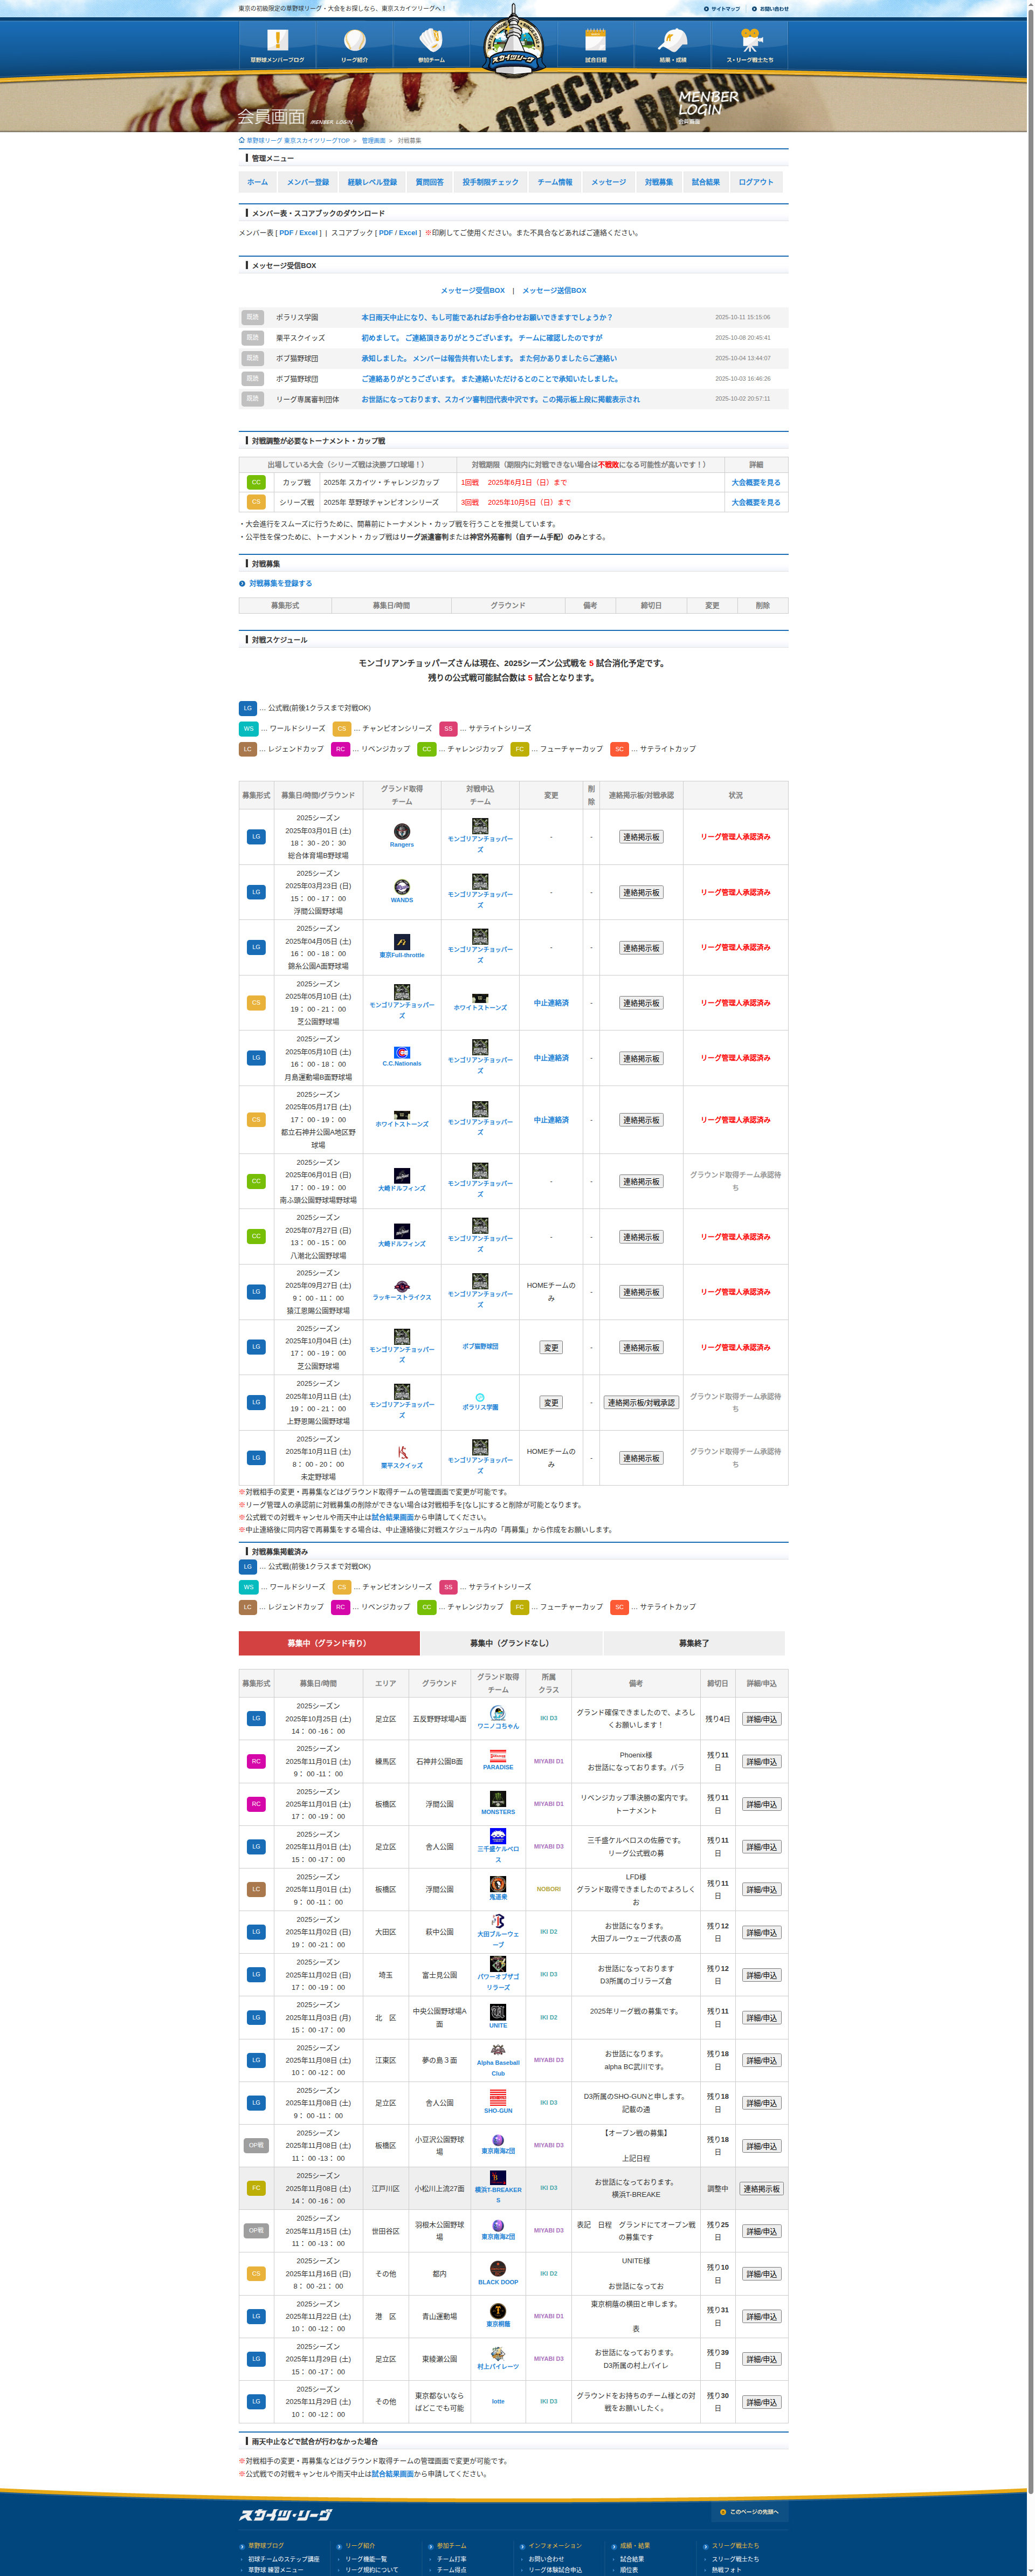 東京の初級限定の草野球リーグ・大会をお探しなら、東京スカイツリーグへ！
サイトマップ
お問い合わせ
草野球メンバーブログ
リーグ紹介
参加チーム
スカイツリーグ
試合日程
結果・成績
ス・リーグ戦士たち
会員画面 MEMBER LOGIN
MENBER LOGIN
会員画面
草野球リーグ 東京スカイツリーグTOP > 管理画面 > 対戦募集
管理メニュー
ホーム メンバー登録 経験レベル登録 質問回答 投手制限チェック チーム情報 メッセージ 対戦募集 試合結果 ログアウト
メンバー表・スコアブックのダウンロード
メンバー表 [ PDF / Excel ] | スコアブック [ PDF / Excel ] ※印刷してご使用ください。また不具合などあればご連絡ください。
メッセージ受信BOX
メッセージ受信BOX | メッセージ送信BOX
既読 ポラリス学園 本日雨天中止になり、もし可能であればお手合わせお願いできますでしょうか？ 2025-10-11 15:15:06
既読 栗平スクイッズ 初めまして。 ご連絡頂きありがとうございます。 チームに確認したのですが 2025-10-08 20:45:41
既読 ボブ猫野球団 承知しました。 メンバーは報告共有いたします。 また何かありましたらご連絡い 2025-10-04 13:44:07
既読 ボブ猫野球団 ご連絡ありがとうございます。 また連絡いただけるとのことで承知いたしました。 2025-10-03 16:46:26
既読 リーグ専属審判団体 お世話になっております、スカイツ審判団代表中沢です。この掲示板上段に掲載表示され 2025-10-02 20:57:11
対戦調整が必要なトーナメント・カップ戦
出場している大会（シリーズ戦は決勝プロ球場！） 対戦期限（期限内に対戦できない場合は不戦敗になる可能性が高いです！） 詳細
CC カップ戦 2025年 スカイツ・チャレンジカップ 1回戦 2025年6月1日（日）まで 大会概要を見る
CS シリーズ戦 2025年 草野球チャンピオンシリーズ 3回戦 2025年10月5日（日）まで 大会概要を見る
・大会進行をスムーズに行うために、開幕前にトーナメント・カップ戦を行うことを推奨しています。
・公平性を保つために、トーナメント・カップ戦はリーグ派遣審判または神宮外苑審判（自チーム手配）のみとする。
対戦募集
対戦募集を登録する
募集形式 募集日/時間 グラウンド 備考 締切日 変更 削除
対戦スケジュール
モンゴリアンチョッパーズさんは現在、2025シーズン公式戦を 5 試合消化予定です。
残りの公式戦可能試合数は 5 試合となります。
LG … 公式戦(前後1クラスまで対戦OK)
WS … ワールドシリーズ CS … チャンピオンシリーズ SS … サテライトシリーズ
LC … レジェンドカップ RC … リベンジカップ CC … チャレンジカップ FC … フューチャーカップ SC … サテライトカップ
募集形式 募集日/時間/グラウンド グランド取得チーム 対戦申込チーム 変更 削除 連絡掲示板/対戦承認 状況
LG 2025シーズン 2025年03月01日 (土) 18： 30 - 20： 30 総合体育場B野球場 Rangers モンゴリアンチョッパーズ - - 連絡掲示板 リーグ管理人承認済み
LG 2025シーズン 2025年03月23日 (日) 15： 00 - 17： 00 浮間公園野球場 WANDS モンゴリアンチョッパーズ - - 連絡掲示板 リーグ管理人承認済み
LG 2025シーズン 2025年04月05日 (土) 16： 00 - 18： 00 錦糸公園A面野球場 東京Full-throttle モンゴリアンチョッパーズ - - 連絡掲示板 リーグ管理人承認済み
CS 2025シーズン 2025年05月10日 (土) 19： 00 - 21： 00 芝公園野球場 モンゴリアンチョッパーズ ホワイトストーンズ 中止連絡済 - 連絡掲示板 リーグ管理人承認済み
LG 2025シーズン 2025年05月10日 (土) 16： 00 - 18： 00 月島運動場B面野球場 C.C.Nationals モンゴリアンチョッパーズ 中止連絡済 - 連絡掲示板 リーグ管理人承認済み
CS 2025シーズン 2025年05月17日 (土) 17： 00 - 19： 00 都立石神井公園A地区野球場 ホワイトストーンズ モンゴリアンチョッパーズ 中止連絡済 - 連絡掲示板 リーグ管理人承認済み
CC 2025シーズン 2025年06月01日 (日) 17： 00 - 19： 00 南ふ頭公園野球場野球場 大崎ドルフィンズ モンゴリアンチョッパーズ - - 連絡掲示板 グラウンド取得チーム承認待ち
CC 2025シーズン 2025年07月27日 (日) 13： 00 - 15： 00 八潮北公園野球場 大崎ドルフィンズ モンゴリアンチョッパーズ - - 連絡掲示板 リーグ管理人承認済み
LG 2025シーズン 2025年09月27日 (土) 9： 00 - 11： 00 猿江恩賜公園野球場 ラッキーストライクス モンゴリアンチョッパーズ HOMEチームのみ - 連絡掲示板 リーグ管理人承認済み
LG 2025シーズン 2025年10月04日 (土) 17： 00 - 19： 00 芝公園野球場 モンゴリアンチョッパーズ ボブ猫野球団 変更 - 連絡掲示板 リーグ管理人承認済み
LG 2025シーズン 2025年10月11日 (土) 19： 00 - 21： 00 上野恩賜公園野球場 モンゴリアンチョッパーズ ポラリス学園 変更 - 連絡掲示板/対戦承認 グラウンド取得チーム承認待ち
LG 2025シーズン 2025年10月11日 (土) 8： 00 - 20： 00 未定野球場 栗平スクイッズ モンゴリアンチョッパーズ HOMEチームのみ - 連絡掲示板 グラウンド取得チーム承認待ち
※対戦相手の変更・再募集などはグラウンド取得チームの管理画面で変更が可能です。
※リーグ管理人の承認前に対戦募集の削除ができない場合は対戦相手を[なし]にすると削除が可能となります。
※公式戦での対戦キャンセルや雨天中止は試合結果画面から申請してください。
※中止連絡後に同内容で再募集をする場合は、中止連絡後に対戦スケジュール内の「再募集」から作成をお願いします。
対戦募集掲載済み
LG … 公式戦(前後1クラスまで対戦OK)
WS … ワールドシリーズ CS … チャンピオンシリーズ SS … サテライトシリーズ
LC … レジェンドカップ RC … リベンジカップ CC … チャレンジカップ FC … フューチャーカップ SC … サテライトカップ
募集中（グランド有り） 募集中（グランドなし） 募集終了
募集形式 募集日/時間 エリア グラウンド グランド取得チーム 所属クラス 備考 締切日 詳細/申込
LG 2025シーズン 2025年10月25日 (土) 14： 00 -16： 00 足立区 五反野野球場A面 ワニノコちゃん IKI D3 グランド確保できましたので、よろしくお願いします！ 残り4日 詳細/申込
RC 2025シーズン 2025年11月01日 (土) 9： 00 -11： 00 練馬区 石神井公園B面 PARADISE MIYABI D1 Phoenix様 お世話になっております。パラ 残り11日 詳細/申込
RC 2025シーズン 2025年11月01日 (土) 17： 00 -19： 00 板橋区 浮間公園 MONSTERS MIYABI D1 リベンジカップ準決勝の案内です。 トーナメント 残り11日 詳細/申込
LG 2025シーズン 2025年11月01日 (土) 15： 00 -17： 00 足立区 舎人公園 三千盛ケルベロス MIYABI D3 三千盛ケルベロスの佐藤です。 リーグ公式戦の募 残り11日 詳細/申込
LC 2025シーズン 2025年11月01日 (土) 9： 00 -11： 00 板橋区 浮間公園 鬼道衆 NOBORI LFD様 グランド取得できましたのでよろしくお 残り11日 詳細/申込
LG 2025シーズン 2025年11月02日 (日) 19： 00 -21： 00 大田区 萩中公園 大田ブルーウェーブ IKI D2 お世話になります。 大田ブルーウェーブ代表の髙 残り12日 詳細/申込
LG 2025シーズン 2025年11月02日 (日) 17： 00 -19： 00 埼玉 富士見公園 パワーオブザゴリラーズ IKI D3 お世話になっております D3所属のゴリラーズ倉 残り12日 詳細/申込
LG 2025シーズン 2025年11月03日 (月) 15： 00 -17： 00 北 区 中央公園野球場A面 UNITE IKI D2 2025年リーグ戦の募集です。 残り11日 詳細/申込
LG 2025シーズン 2025年11月08日 (土) 10： 00 -12： 00 江東区 夢の島３面 Alpha Baseball Club MIYABI D3 お世話になります。 alpha BC武川です。 残り18日 詳細/申込
LG 2025シーズン 2025年11月08日 (土) 9： 00 -11： 00 足立区 舎人公園 SHO-GUN IKI D3 D3所属のSHO-GUNと申します。 記載の通 残り18日 詳細/申込
OP戦 2025シーズン 2025年11月08日 (土) 11： 00 -13： 00 板橋区 小豆沢公園野球場 東京南海Z団 MIYABI D3 【オープン戦の募集】 上記日程 残り18日 詳細/申込
FC 2025シーズン 2025年11月08日 (土) 14： 00 -16： 00 江戸川区 小松川上流27面 横浜T-BREAKERS IKI D3 お世話になっております。 横浜T-BREAKE 調整中 連絡掲示板
OP戦 2025シーズン 2025年11月15日 (土) 11： 00 -13： 00 世田谷区 羽根木公園野球場 東京南海Z団 MIYABI D3 表記 日程 グランドにてオープン戦の募集です 残り25日 詳細/申込
CS 2025シーズン 2025年11月16日 (日) 8： 00 -21： 00 その他 都内 BLACK DOOP IKI D2 UNITE様 お世話になってお 残り10日 詳細/申込
LG 2025シーズン 2025年11月22日 (土) 10： 00 -12： 00 港 区 青山運動場 東京桐蔭 MIYABI D1 東京桐蔭の横田と申します。 表 残り31日 詳細/申込
LG 2025シーズン 2025年11月29日 (土) 15： 00 -17： 00 足立区 東綾瀬公園 村上パイレーツ MIYABI D3 お世話になっております。 D3所属の村上パイレ 残り39日 詳細/申込
LG 2025シーズン 2025年11月29日 (土) 10： 00 -12： 00 その他 東京都ないならばどこでも可能 lotte IKI D3 グラウンドをお持ちのチーム様との対戦をお願いしたく。 残り30日 詳細/申込
雨天中止などで試合が行わなかった場合
※対戦相手の変更・再募集などはグラウンド取得チームの管理画面で変更が可能です。
※公式戦での対戦キャンセルや雨天中止は試合結果画面から申請してください。
スカイツ・リーグ
このページの先頭へ
草野球ブログ リーグ紹介 参加チーム インフォメーション 成績・結果 スリーグ戦士たち
初球チームのステップ講座 リーグ機能一覧 チーム打率 お問い合わせ 試合結果 スリーグ戦士たち
草野球 練習メニュー リーグ規約について チーム得点 リーグ体験試合申込 順位表 熱戦フォト